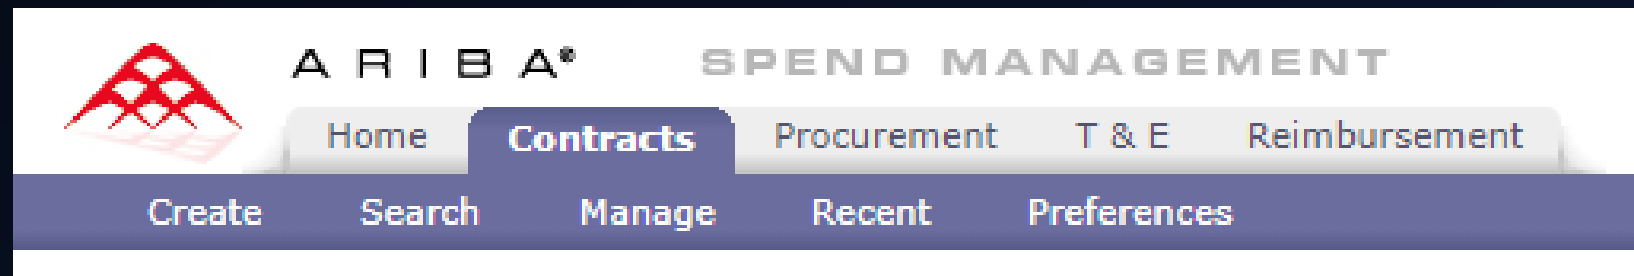 ARIBA® SPEND MANAGEMENT
Home Contracts Procurement T & E Reimbursement
Create Search Manage Recent Preferences